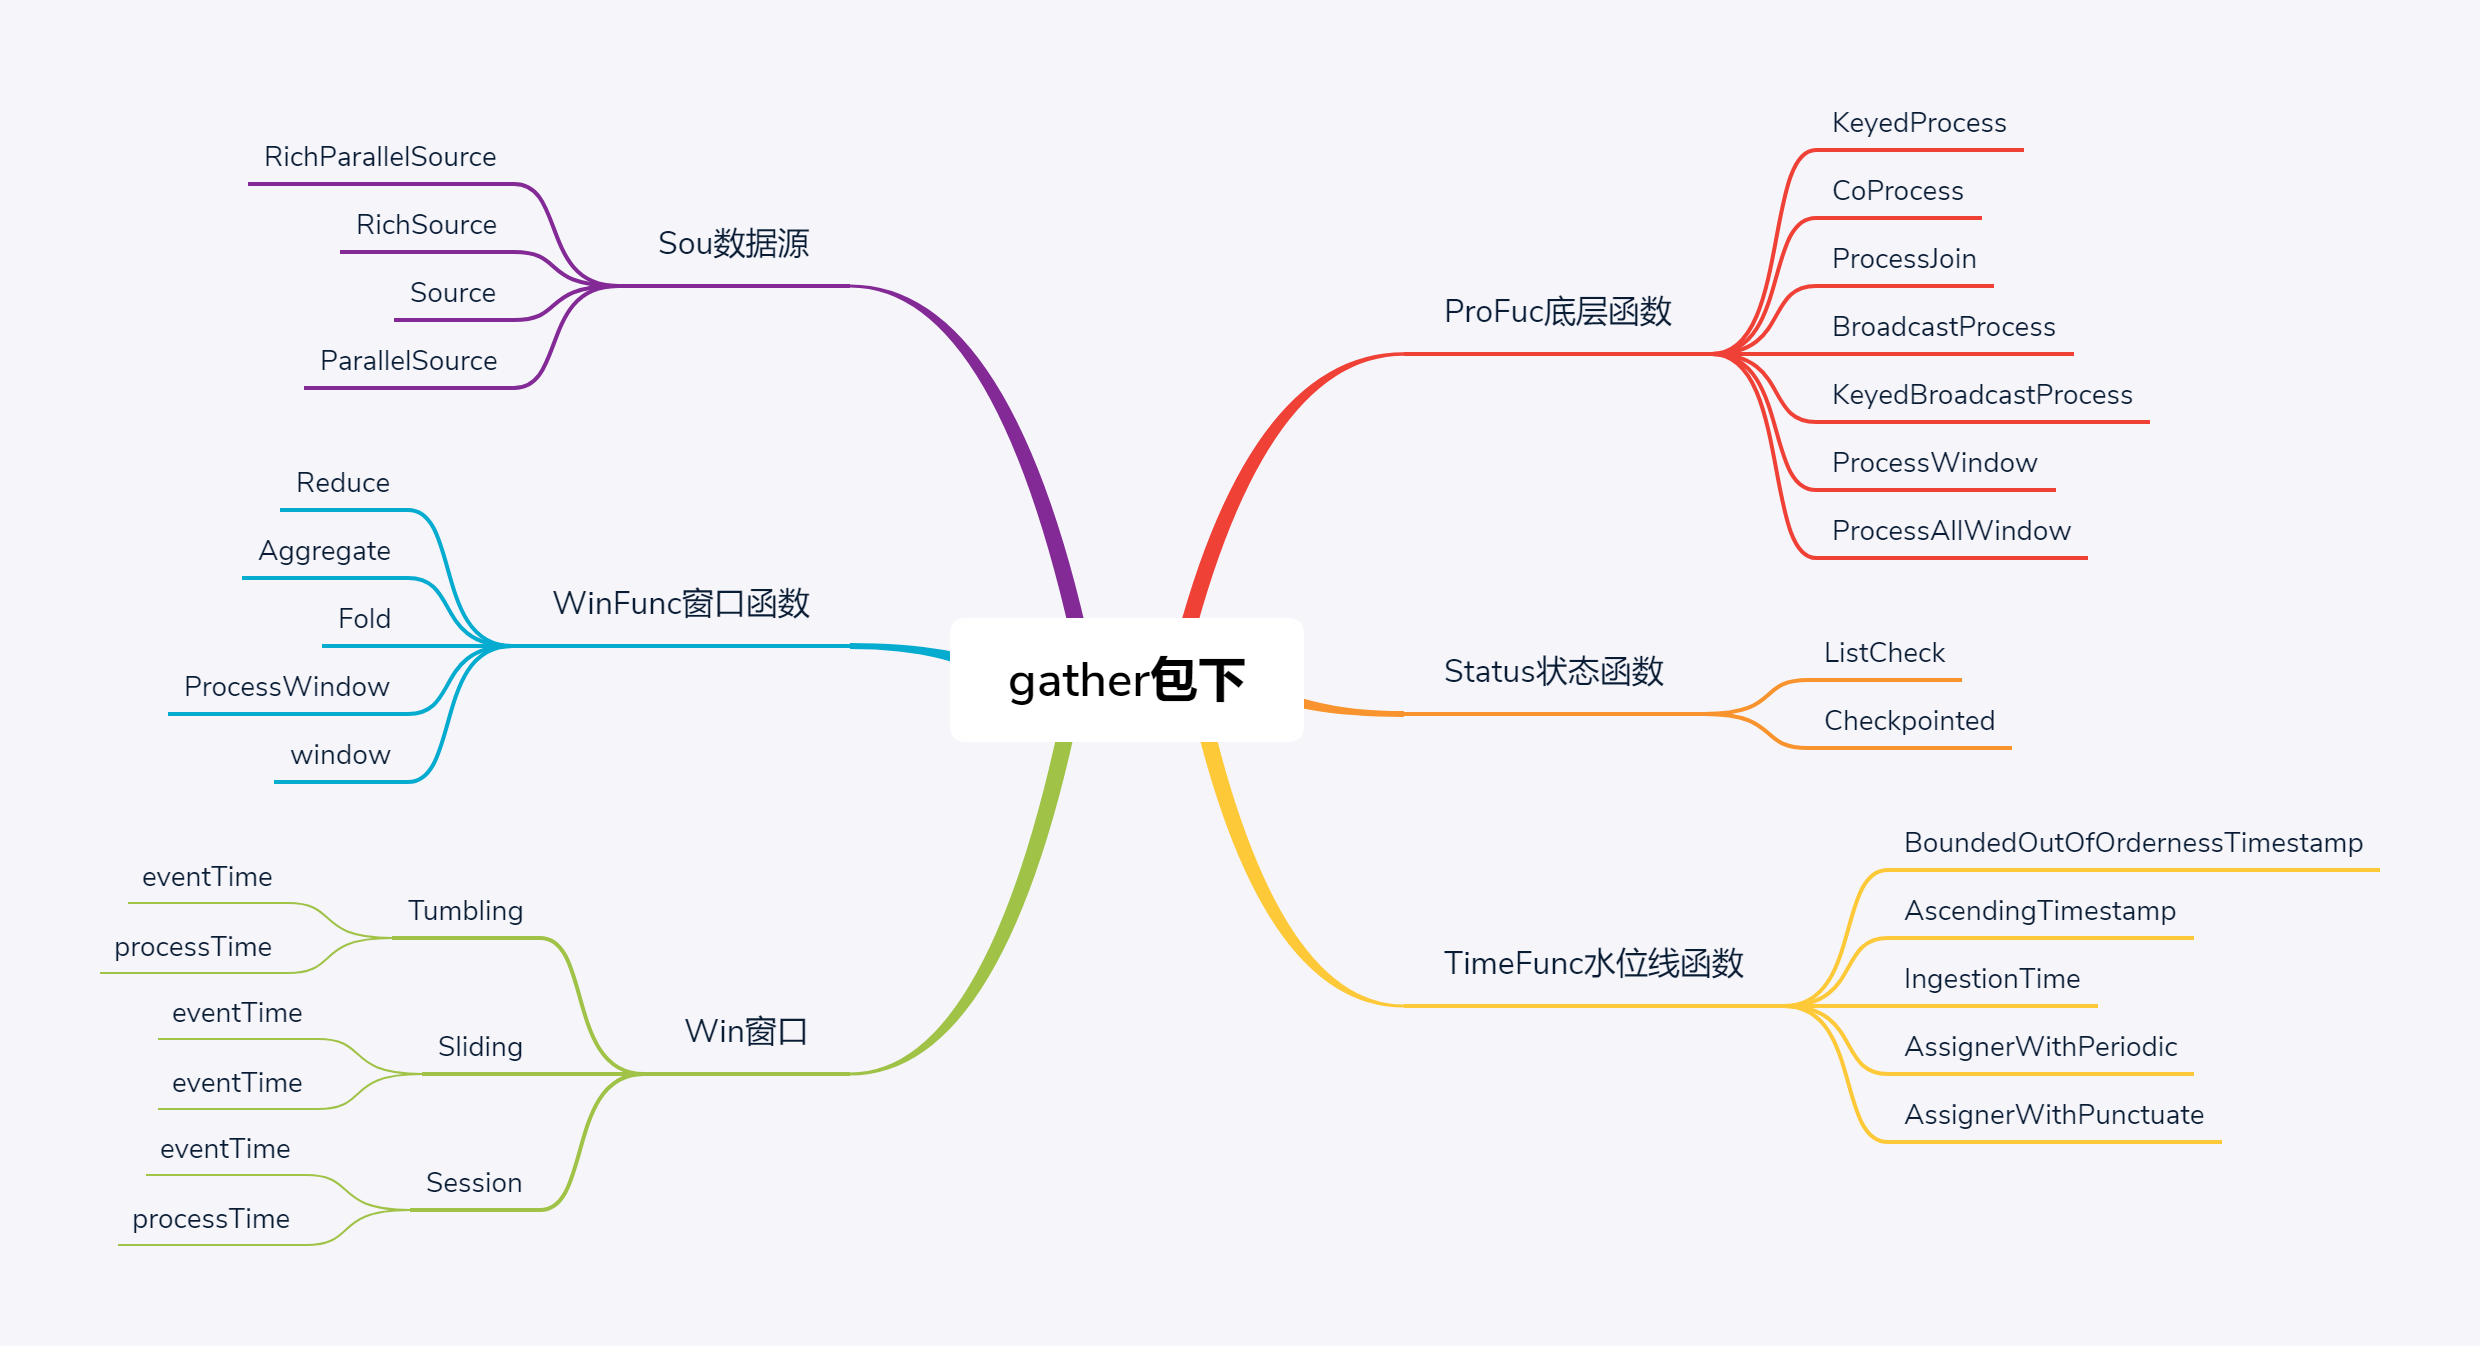 gather包下
ProFuc底层函数
KeyedProcess
CoProcess
ProcessJoin
BroadcastProcess
KeyedBroadcastProcess
ProcessWindow
ProcessAllWindow
Status状态函数
ListCheck
Checkpointed
TimeFunc水位线函数
BoundedOutOfOrdernessTimestamp
AscendingTimestamp
IngestionTime
AssignerWithPeriodic
AssignerWithPunctuate
Sou数据源
RichParallelSource
RichSource
Source
ParallelSource
WinFunc窗口函数
Reduce
Aggregate
Fold
ProcessWindow
window
Win窗口
Tumbling
eventTime
processTime
Sliding
eventTime
eventTime
Session
eventTime
processTime